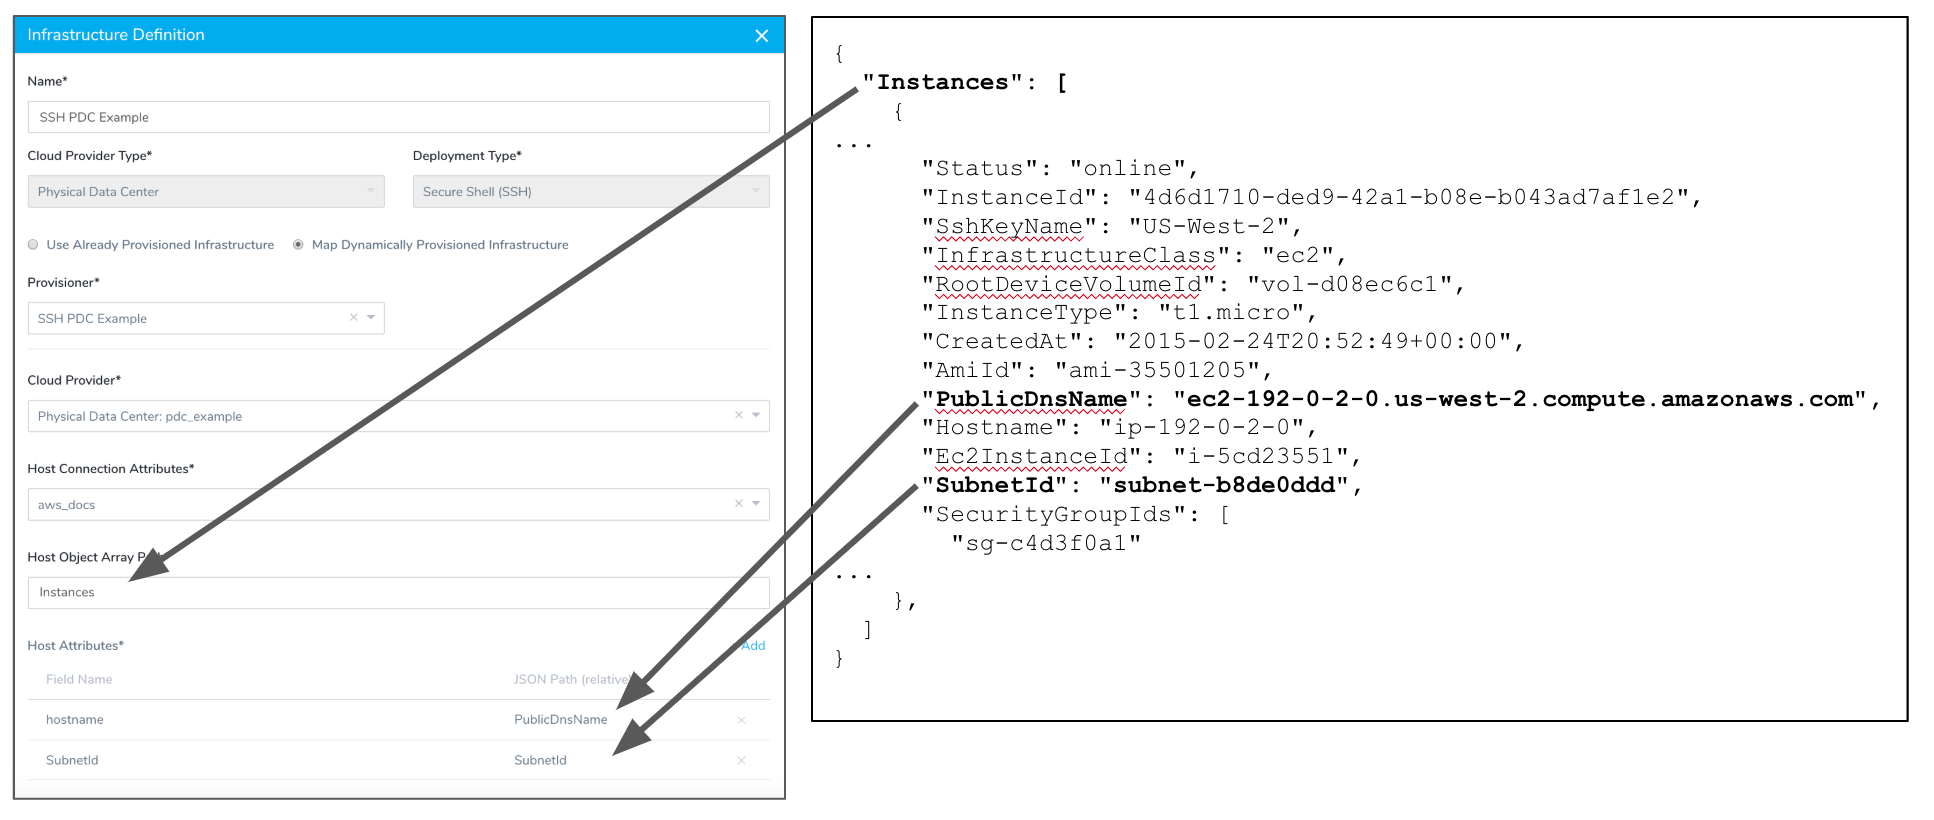 Infrastructure Definition
Name*
SSH PDC Example
Cloud Provider Type*
Deployment Type*
Physical Data Center
Secure Shell (SSH)
Use Already Provisioned Infrastructure
Map Dynamically Provisioned Infrastructure
Provisioner*
SSH PDC Example
Cloud Provider*
Physical Data Center: pdc_example
Host Connection Attributes*
aws_docs
Host Object Array
Instances
Host Attributes*
Add
Field Name
JSON Path (relative)
hostname
PublicDnsName
SubnetId
SubnetId
{
"Instances": [
{
...
"Status": "online",
"InstanceId": "4d6d1710-ded9-42a1-b08e-b043ad7af1e2",
"SshKeyName": "US-West-2",
"InfrastructureClass": "ec2",
"RootDeviceVolumeId": "vol-d08ec6c1",
"InstanceType": "t1.micro",
"CreatedAt": "2015-02-24T20:52:49+00:00",
"AmiId": "ami-35501205",
"PublicDnsName": "ec2-192-0-2-0.us-west-2.compute.amazonaws.com",
"Hostname": "ip-192-0-2-0",
"Ec2InstanceId": "i-5cd23551",
"SubnetId": "subnet-b8de0ddd",
"SecurityGroupIds": [
"sg-c4d3f0a1"
...
},
]
}